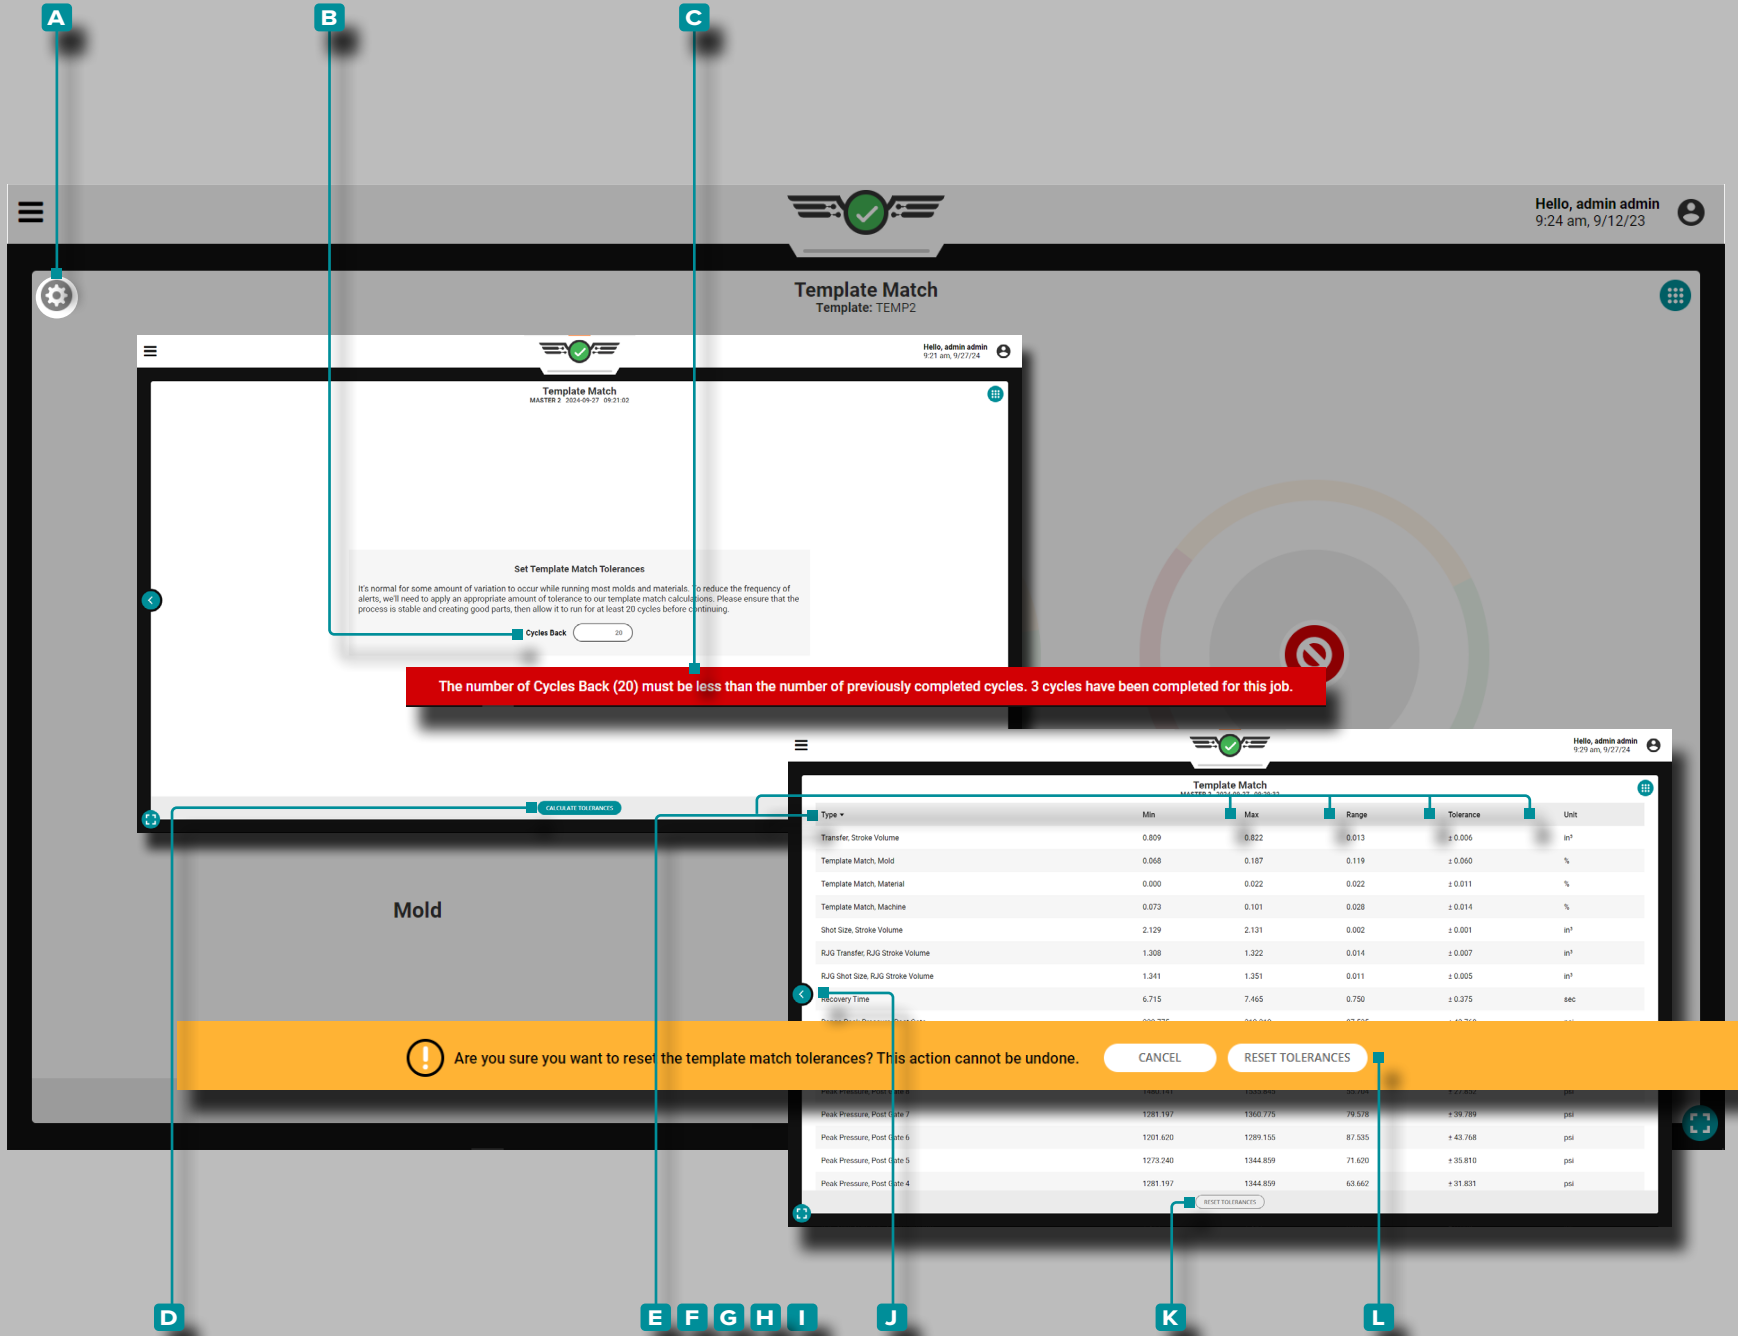 A B C
Hello, admin admin
9:24 am, 9/12/23
Template Match
Template: TEMP2
Hello, admin admin
9:21 am, 9/27/24
Template Match
MASTER 2 2024-09-27 09:21:02
Set Template Match Tolerances
It's normal for some amount of variation to occur while running most molds and materials. To reduce the frequency of
alerts, we'll need to apply an appropriate amount of tolerance to our template match calculations. Please ensure that the
process is stable and creating good parts, then allow it to run for at least 20 cycles before continuing.
Cycles Back 20
The number of Cycles Back (20) must be less than the number of previously completed cycles. 3 cycles have been completed for this job.
CALCULATE TOLERANCES
Mold
Hello, admin admin
9:29 am, 9/27/24
Template Match
Type Min Max Range Tolerance Unit
Transfer, Stroke Volume 0.809 0.822 0.013 ± 0.006 in³
Template Match, Mold 0.068 0.187 0.119 ± 0.060 %
Template Match, Material 0.000 0.022 0.022 ± 0.011 %
Template Match, Machine 0.073 0.101 0.028 ± 0.014 %
Shot Size, Stroke Volume 2.129 2.131 0.002 ± 0.001 in³
RJG Transfer, RJG Stroke Volume 1.308 1.322 0.014 ± 0.007 in³
RJG Shot Size, RJG Stroke Volume 1.341 1.351 0.011 ± 0.005 in³
Recovery Time 6.715 7.465 0.750 ± 0.375 sec
Are you sure you want to reset the template match tolerances? This action cannot be undone. CANCEL RESET TOLERANCES
Peak Pressure, Post Gate 7 1281.197 1360.775 79.578 ± 39.789 psi
Peak Pressure, Post Gate 6 1201.620 1289.155 87.535 ± 43.768 psi
Peak Pressure, Post Gate 5 1273.240 1344.859 71.620 ± 35.810 psi
Peak Pressure, Post Gate 4 1281.197 1344.859 63.662 ± 31.831 psi
RESET TOLERANCES
D E F G H I J K L